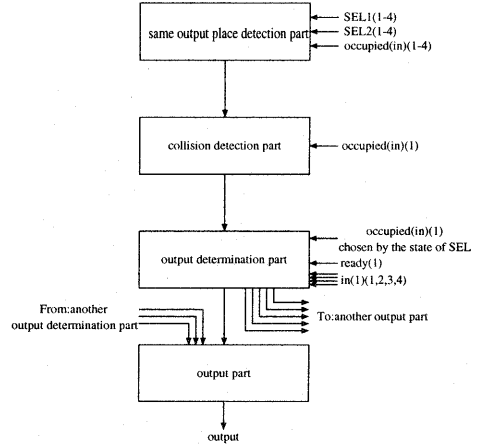 SEL1(1-4)
same output place detection part
SEL2(1-4)
occupied(in)(1-4)
collision detection part
occupied(in)(1)
occupied(in)(1)
chosen by the state of SEL
output determination part
ready(1)
in(1)(1,2,3,4)
From:another
output determination part
To:another output part
output part
output